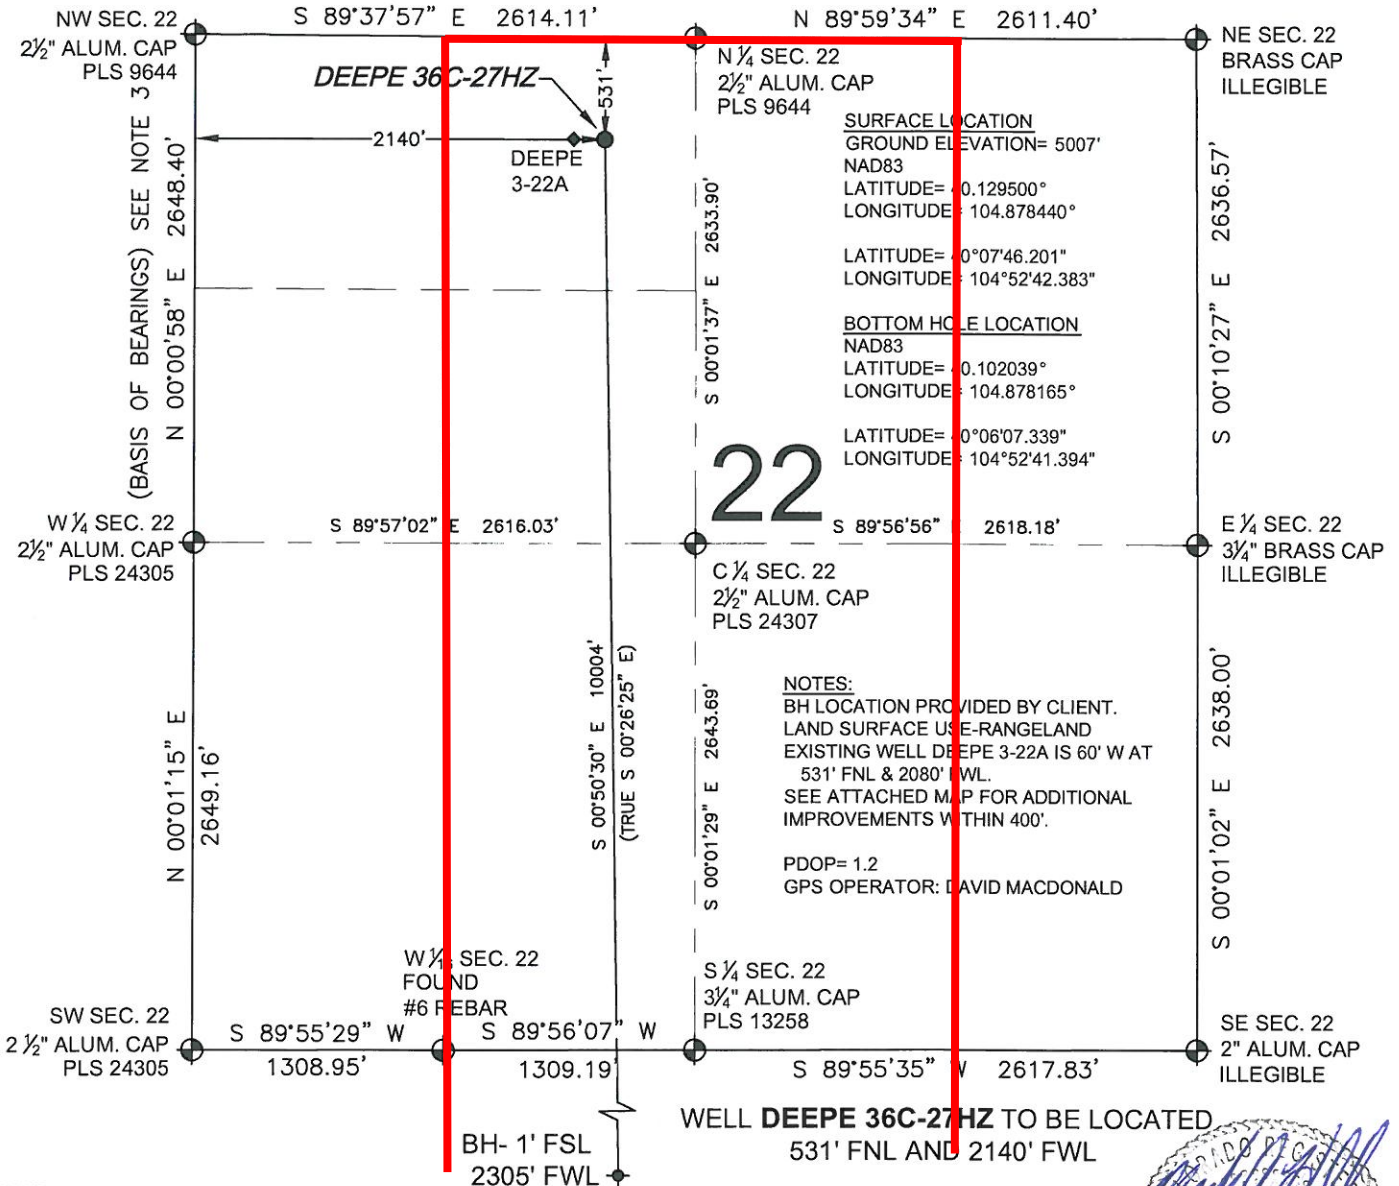 S 89°37'57" E 2614.11'
N 89°59'34" E 2611.40'
NW SEC. 22
2½" ALUM. CAP
PLS 9644
N ¼ SEC. 22
2½" ALUM. CAP
PLS 9644
NE SEC. 22
BRASS CAP
ILLEGIBLE
DEEPE 36C-27HZ
531'
2140'
DEEPE
3-22A
(BASIS OF BEARINGS) SEE NOTE 3
N 00°00'58" E 2648.40'
S 00°01'37" E 2633.90'
S 00°10'27" E 2636.57'
SURFACE LOCATION
GROUND ELEVATION= 5007'
NAD83
LATITUDE= 0.129500°
LONGITUDE 104.878440°
LATITUDE= 0°07'46.201"
LONGITUDE 104°52'42.383"
BOTTOM HOLE LOCATION
NAD83
LATITUDE= 0.102039°
LONGITUDE 104.878165°
LATITUDE= 0°06'07.339"
LONGITUDE 104°52'41.394"
22
W ¼ SEC. 22
2½" ALUM. CAP
PLS 24305
S 89°57'02" E 2616.03'
S 89°56'56" E 2618.18'
E ¼ SEC. 22
3¼" BRASS CAP
ILLEGIBLE
C ¼ SEC. 22
2½" ALUM. CAP
PLS 24307
S 00°50'30" E 10004'
(TRUE S 00°26'25" E)
N 00°01'15" E
2649.16'
S 00°01'29" E 2643.69'
S 00°01'02" E 2638.00'
NOTES:
BH LOCATION PROVIDED BY CLIENT.
LAND SURFACE USE-RANGELAND
EXISTING WELL DEEPE 3-22A IS 60' W AT
531' FNL & 2080' FWL.
SEE ATTACHED MAP FOR ADDITIONAL
IMPROVEMENTS WITHIN 400'.
PDOP= 1.2
GPS OPERATOR: DAVID MACDONALD
W 1/16 SEC. 22
FOUND
#6 REBAR
S ¼ SEC. 22
3¼" ALUM. CAP
PLS 13258
SW SEC. 22
2 ½" ALUM. CAP
PLS 24305
S 89°55'29" W
1308.95'
S 89°56'07" W
1309.19'
S 89°55'35" W 2617.83'
SE SEC. 22
2" ALUM. CAP
ILLEGIBLE
BH- 1' FSL
2305' FWL
WELL DEEPE 36C-27HZ TO BE LOCATED
531' FNL AND 2140' FWL